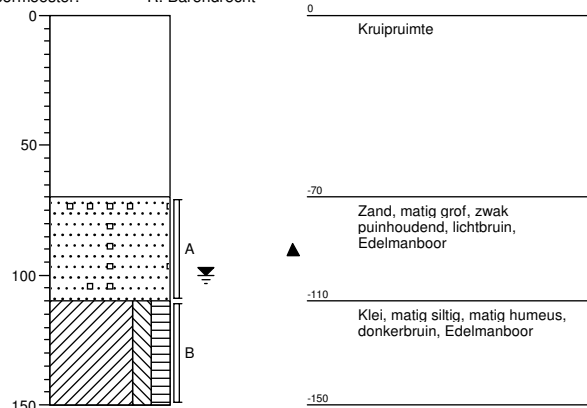 R. Barendrecht
0
50
100
150
A
B
0
Kruipruimte
-70
Zand, matig grof, zwak
puinhoudend, lichtbruin,
Edelmanboor
-110
Klei, matig siltig, matig humeus,
donkerbruin, Edelmanboor
-150